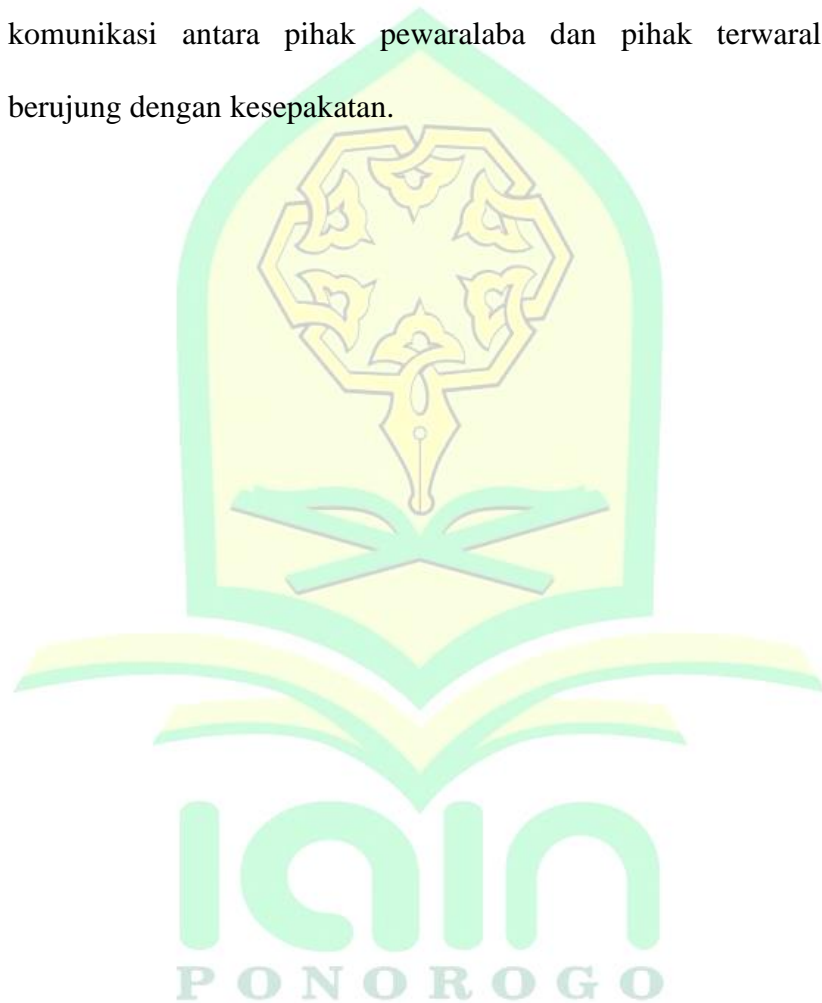 komunikasi antara pihak pewaralaba dan pihak terwaral
berujung dengan kesepakatan.
iain
PONOROGO